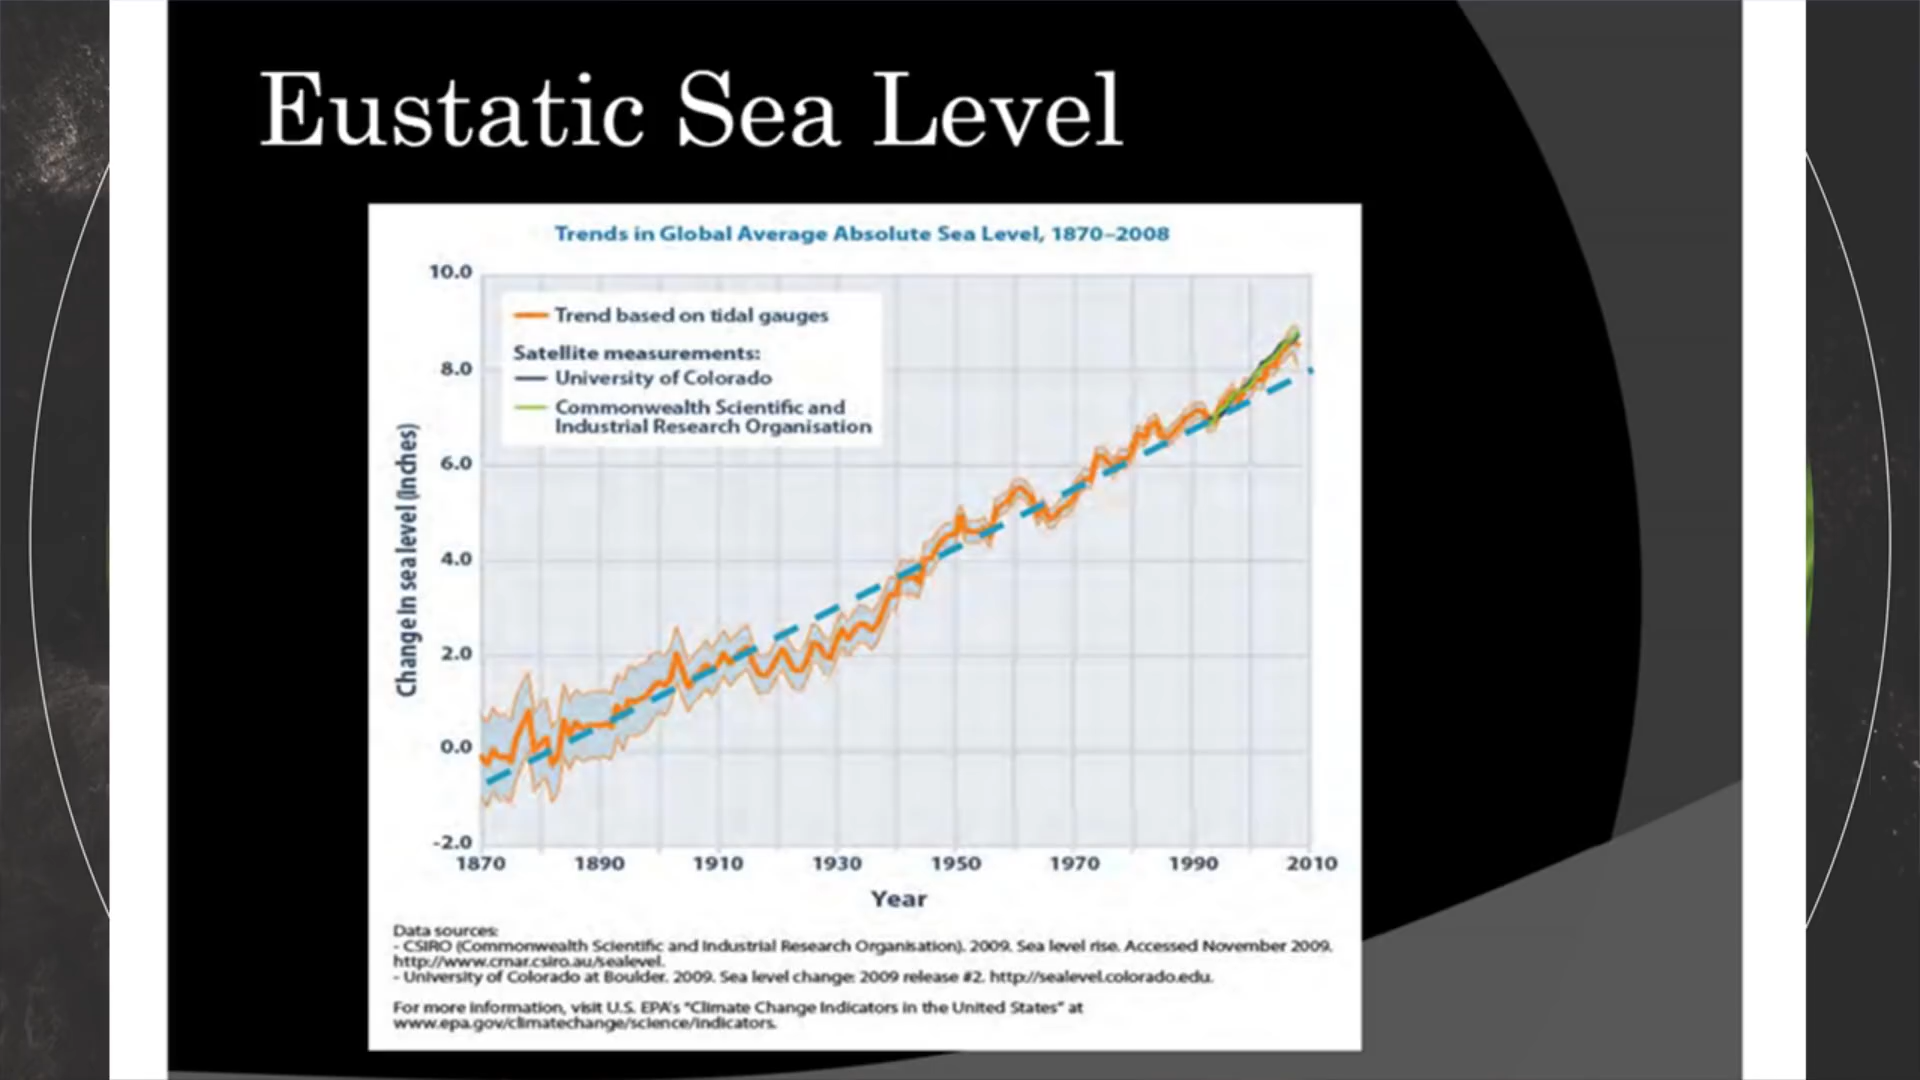 Eustatic Sea Level
Trends in Global Average Absolute Sea Level, 1870–2008
10.0
8.0
6.0
4.0
2.0
0.0
-2.0
Change in sea level (inches)
Trend based on tidal gauges
Satellite measurements:
University of Colorado
Commonwealth Scientific and
Industrial Research Organisation
1870 1890 1910 1930 1950 1970 1990 2010
Year
Data sources:
- CSIRO (Commonwealth Scientific and Industrial Research Organisation). 2009. Sea level rise. Accessed November 2009.
http://www.cmar.csiro.au/sealevel.
- University of Colorado at Boulder. 2009. Sea level change: 2009 release #2. http://sealevel.colorado.edu.
For more information, visit U.S. EPA's "Climate Change Indicators in the United States" at
www.epa.gov/climatechange/science/indicators.